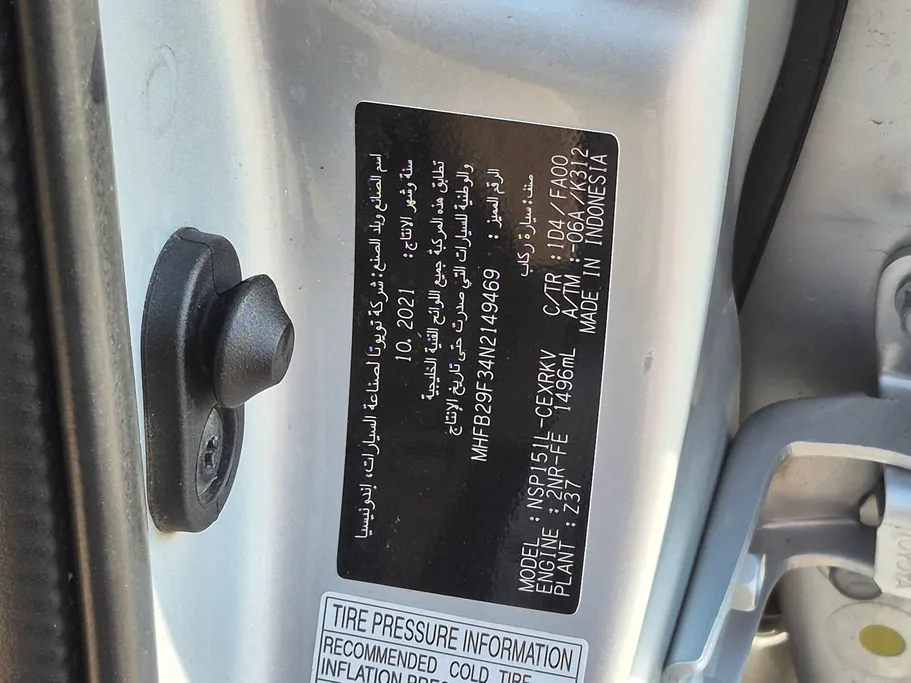 اسم الصانع وبلد الصنع: شركة تويوتا لصناعة السيارات، إندونيسيا
سنة وشهر الإنتاج: 10. 2021
تطابق هذه المركبة جميع اللوائح الفنية الخليجية
والوطنية للسيارات التي صدرت حتى تاريخ الإنتاج
الرقم المميز: MHFB29F34N2149469
صنف: سيارة ركاب
MODEL : NSP151L-CEXRKV C/TR : 1D4/FA00
ENGINE : 2NR-FE 1496mL A/TM : -06A/K312
PLANT : Z37 MADE IN INDONESIA
TIRE PRESSURE INFORMATION
RECOMMENDED COLD TIRE